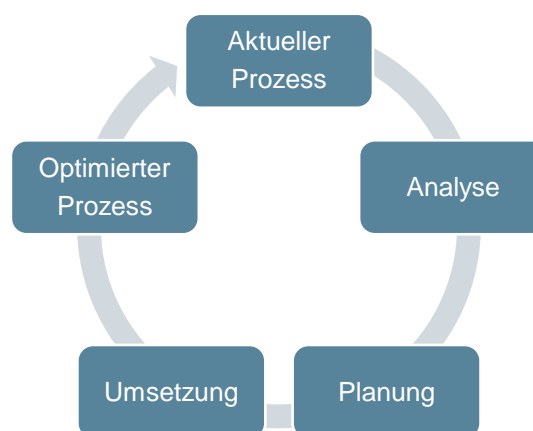 Aktueller
Prozess
Analyse
Planung
Umsetzung
Optimierter
Prozess